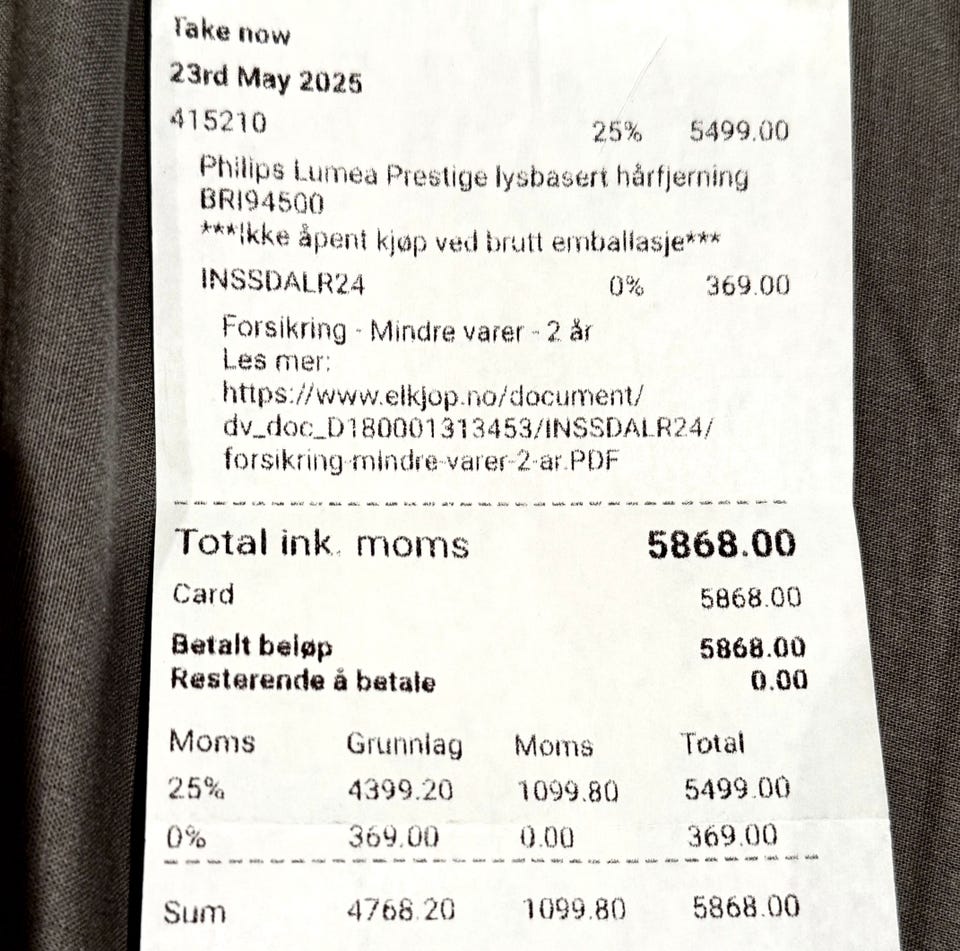 Take now
23rd May 2025
415210 25% 5499.00
Philips Lumea Prestige lysbasert hårfjerning
BRI94500
***Ikke åpent kjøp ved brutt emballasje***
INSSDALR24 0% 369.00
Forsikring - Mindre varer - 2 år
Les mer:
https://www.elkjop.no/document/
dv_doc_D180001313453/INSSDALR24/
forsikring-mindre-varer-2-ar.PDF
Total ink. moms 5868.00
Card 5868.00
Betalt beløp 5868.00
Resterende å betale 0.00
Moms Grunnlag Moms Total
25% 4399.20 1099.80 5499.00
0% 369.00 0.00 369.00
Sum 4768.20 1099.80 5868.00